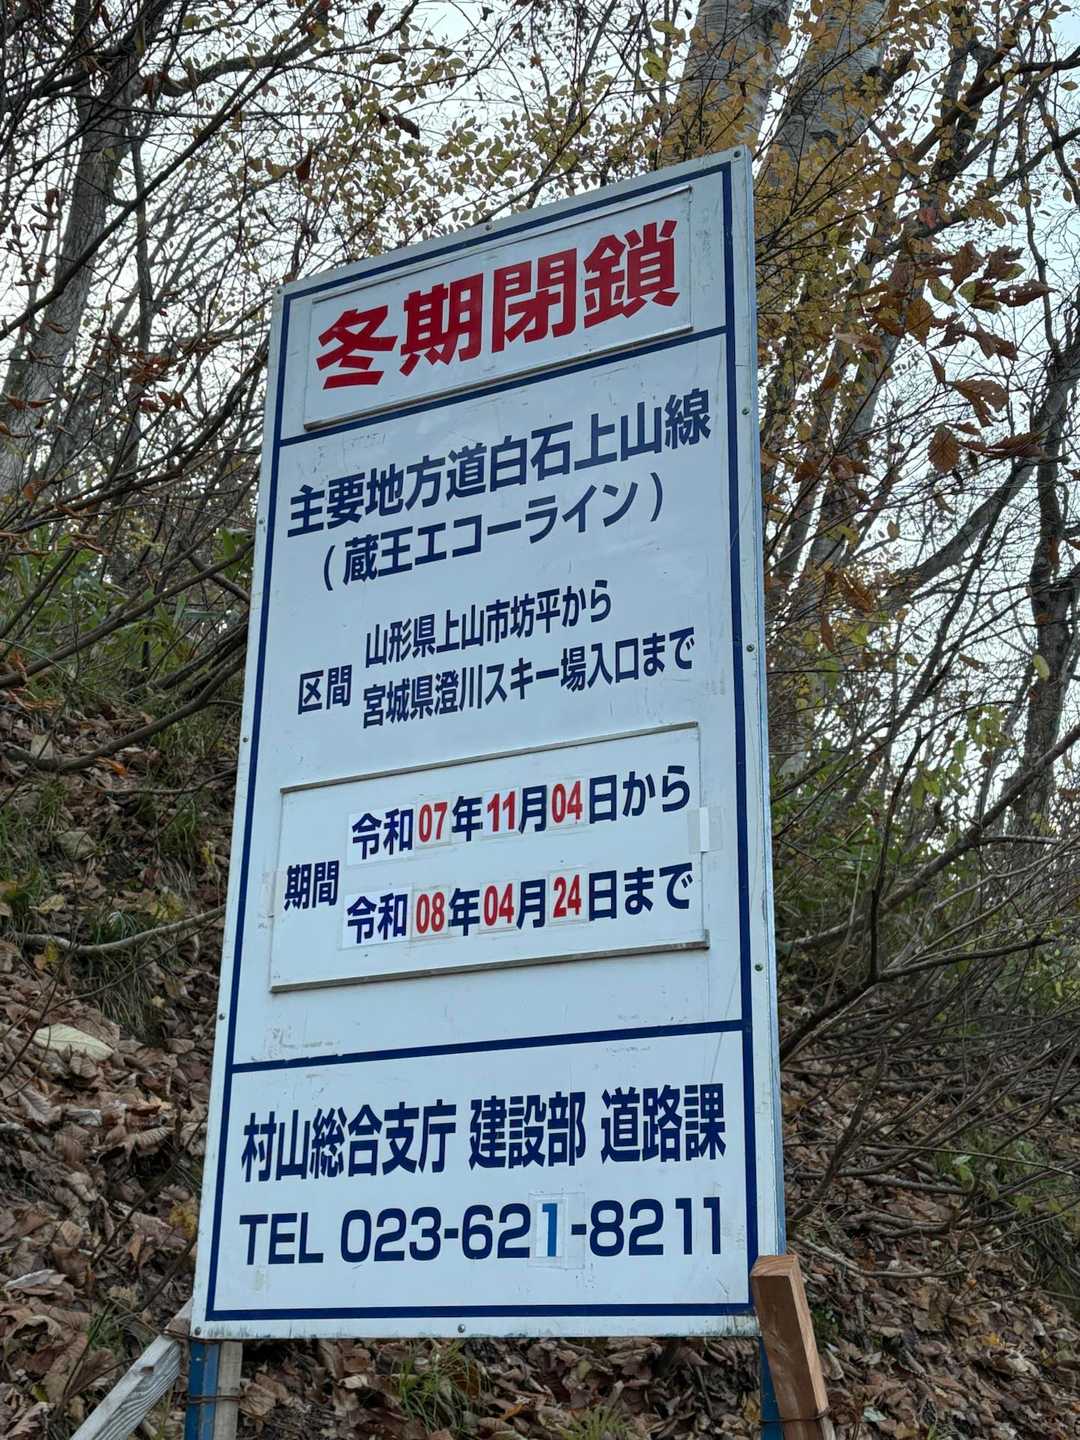 冬期閉鎖
主要地方道白石上山線
(蔵王エコーライン)
区間 山形県上山市坊平から
宮城県澄川スキー場入口まで
期間 令和07年11月04日から
令和08年04月24日まで
村山総合支庁 建設部 道路課
TEL 023-621-8211